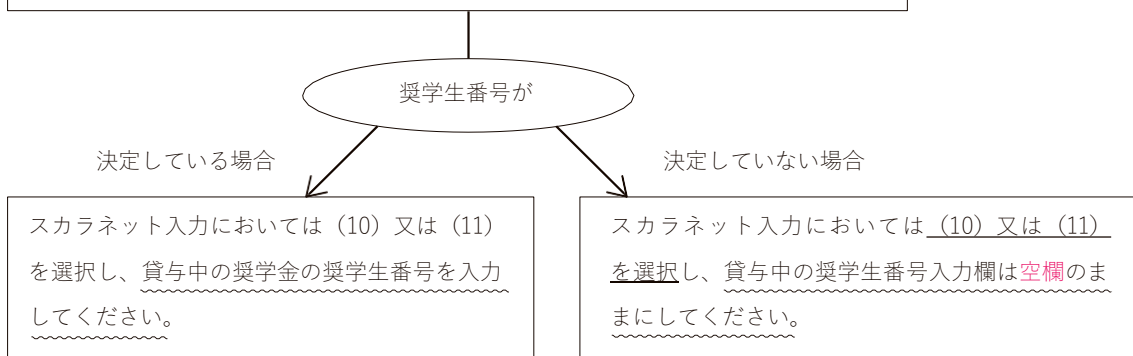 奨学生番号が
決定している場合
決定していない場合
スカラネット入力においては（10）又は（11）
を選択し、貸与中の奨学金の奨学生番号を入力
してください。
スカラネット入力においては（10）又は（11）
を選択し、貸与中の奨学生番号入力欄は空欄のま
まにしてください。